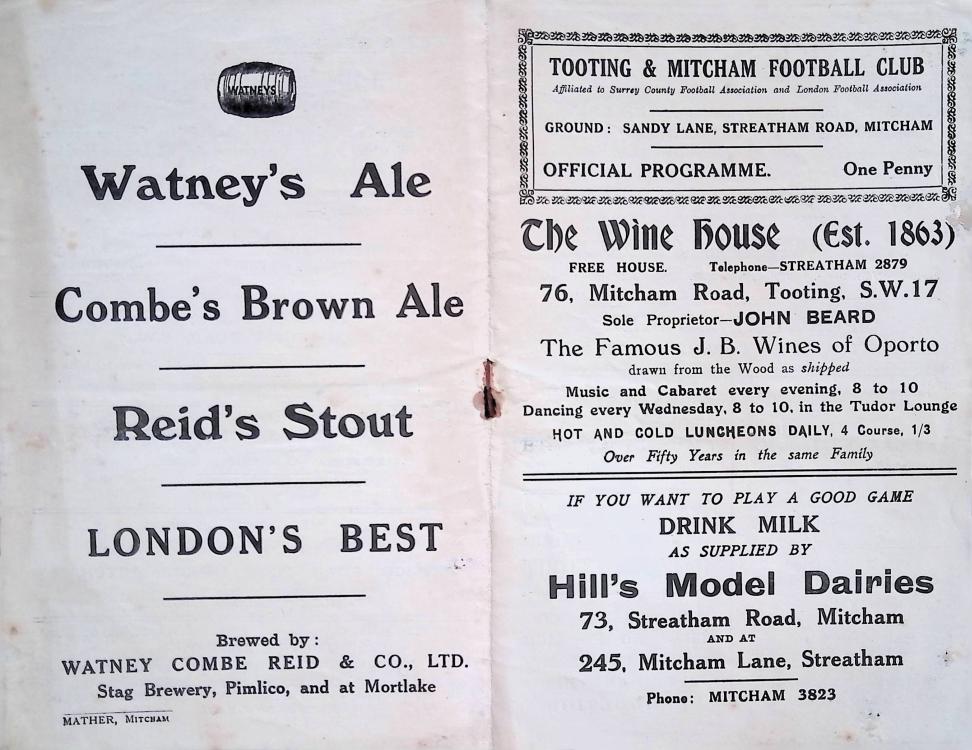 WATNEYS
Watney's Ale
Combe's Brown Ale
Reid's Stout
LONDON'S BEST
Brewed by:
WATNEY COMBE REID & CO., LTD.
Stag Brewery, Pimlico, and at Mortlake
MATHER, MITCHAM
TOOTING & MITCHAM FOOTBALL CLUB
Affiliated to Surrey County Football Association and London Football Association
GROUND: SANDY LANE, STREATHAM ROAD, MITCHAM
OFFICIAL PROGRAMME. One Penny
The Wine House (Est. 1863)
FREE HOUSE. Telephone—STREATHAM 2879
76, Mitcham Road, Tooting, S.W.17
Sole Proprietor—JOHN BEARD
The Famous J. B. Wines of Oporto
drawn from the Wood as shipped
Music and Cabaret every evening, 8 to 10
Dancing every Wednesday, 8 to 10, in the Tudor Lounge
HOT AND COLD LUNCHEONS DAILY, 4 Course, 1/3
Over Fifty Years in the same Family
IF YOU WANT TO PLAY A GOOD GAME
DRINK MILK
AS SUPPLIED BY
Hill's Model Dairies
73, Streatham Road, Mitcham
AND AT
245, Mitcham Lane, Streatham
Phone: MITCHAM 3823